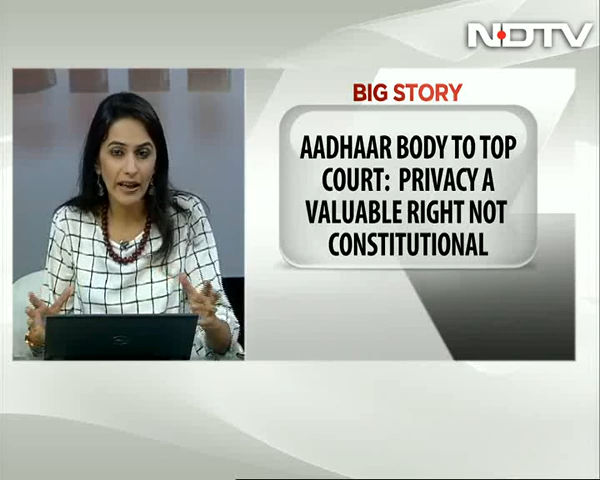 NDTV
BIG STORY
AADHAAR BODY TO TOP
COURT: PRIVACY A
VALUABLE RIGHT NOT
CONSTITUTIONAL